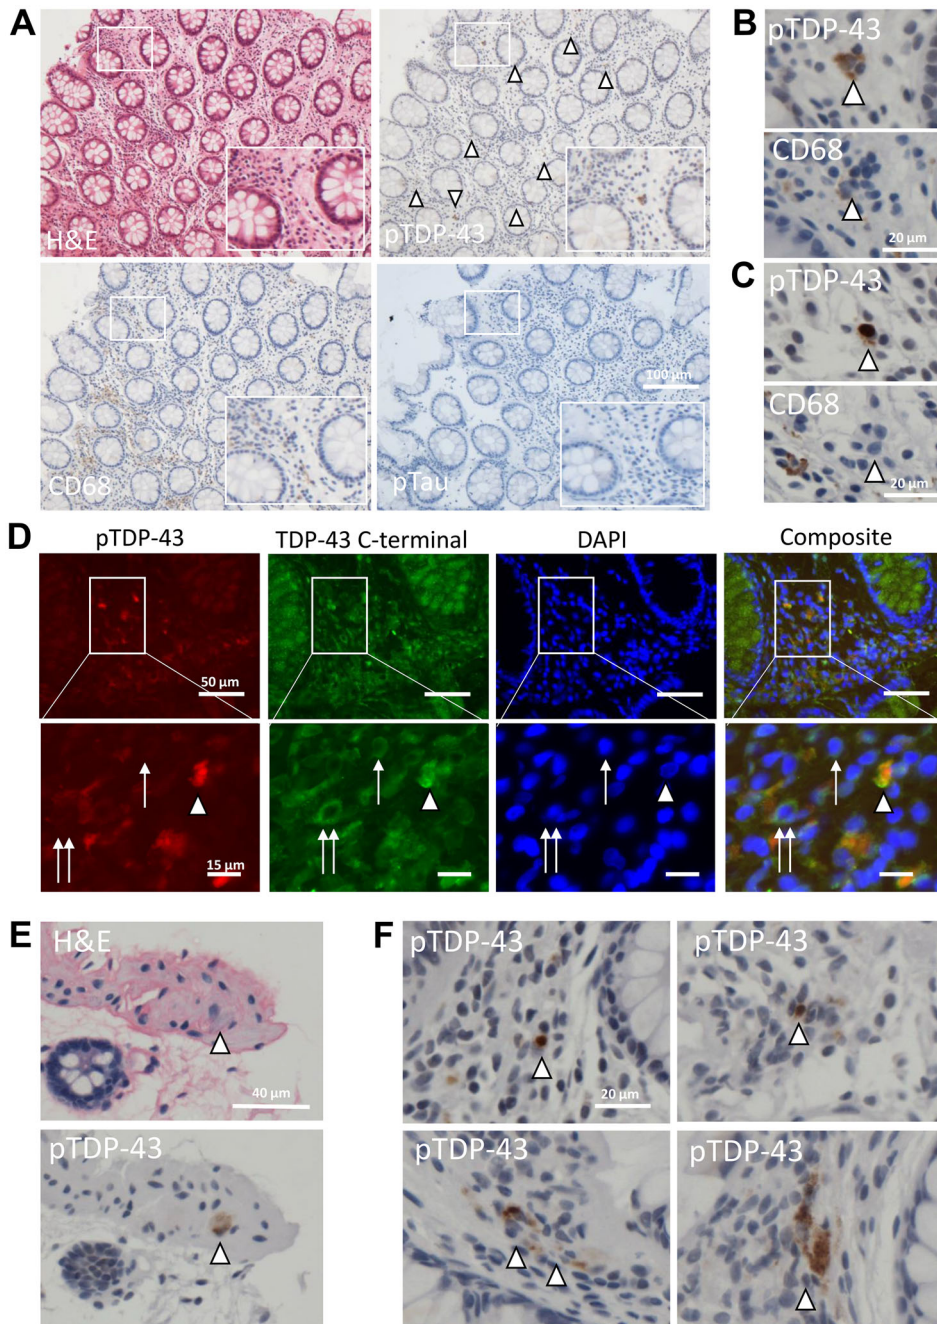 A
H&E
pTDP-43
CD68
pTau
100 µm
B
pTDP-43
CD68
20 µm
C
pTDP-43
CD68
20 µm
D
pTDP-43
TDP-43 C-terminal
DAPI
Composite
50 µm
15 µm
E
H&E
40 µm
pTDP-43
F
pTDP-43
pTDP-43
20 µm
pTDP-43
pTDP-43